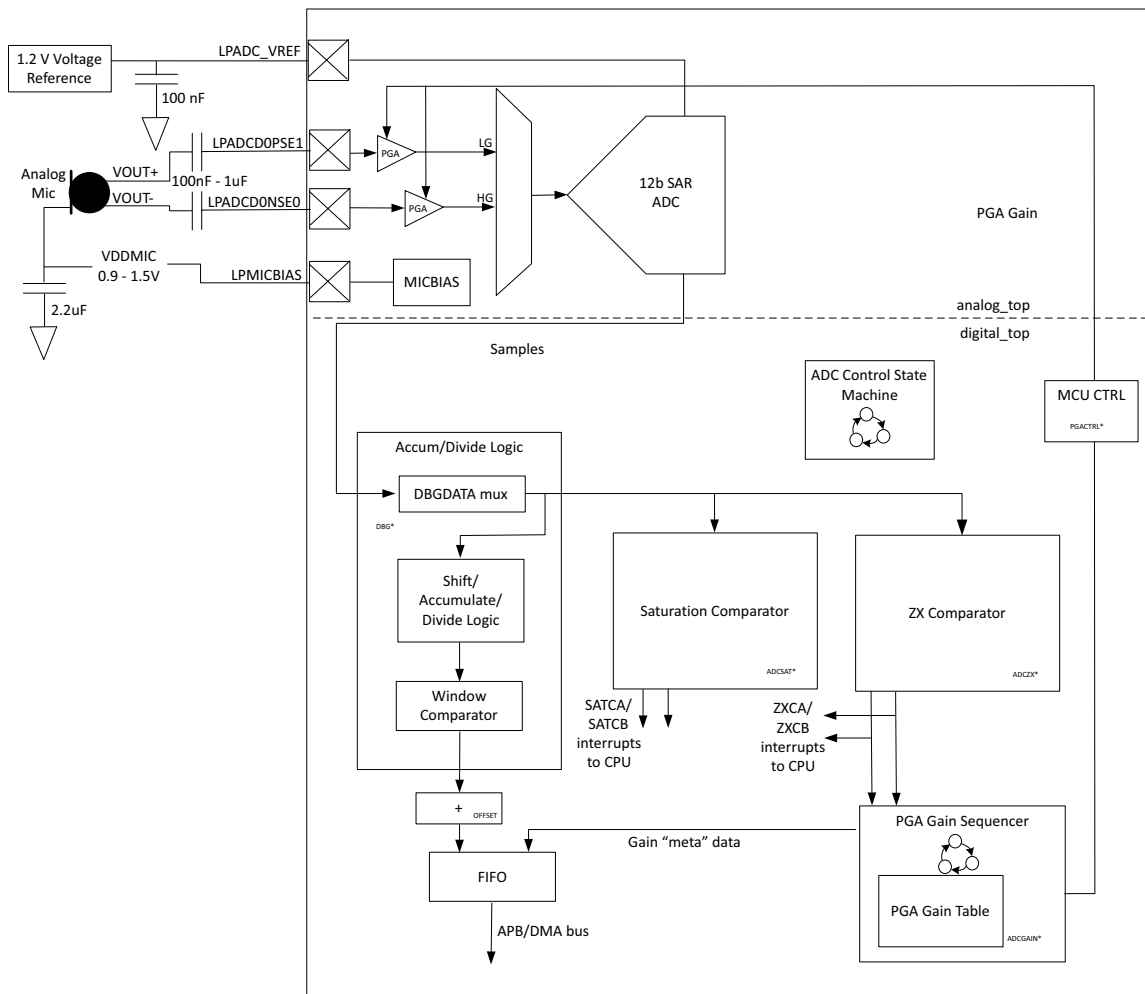 LPADC_VREF
1.2 V Voltage
Reference
100 nF
LPADCD0PSE1
Analog
Mic
VOUT+
100nF - 1uF
VOUT-
LPADCD0NSE0
PGA
LG
PGA
HG
12b SAR
ADC
PGA Gain
VDDMIC
0.9 - 1.5V
LPMICBIAS
MICBIAS
2.2uF
analog_top
digital_top
Samples
ADC Control State
Machine
MCU CTRL
PGACTRL*
Accum/Divide Logic
DBGDATA mux
DBG*
Shift/
Accumulate/
Divide Logic
Window
Comparator
Saturation Comparator
ADCSAT*
ZX Comparator
ADCZX*
SATCA/
SATCB
interrupts
to CPU
ZXCA/
ZXCB
interrupts
to CPU
+
OFFSET
FIFO
APB/DMA bus
Gain “meta” data
PGA Gain Sequencer
PGA Gain Table
ADCGAIN*